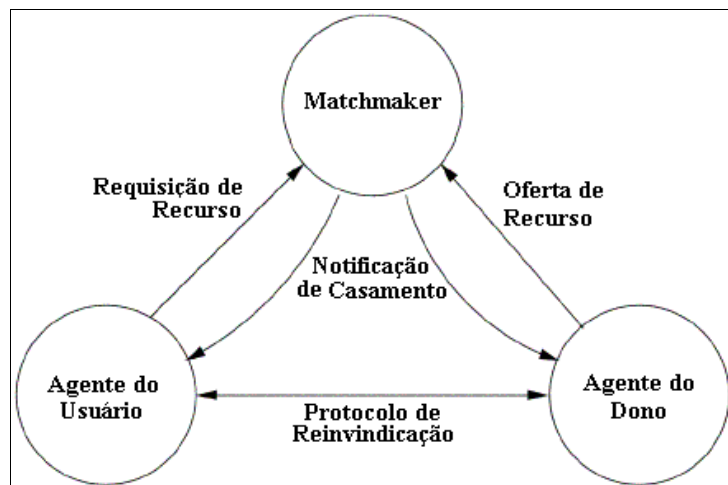 Matchmaker
Requisição de
Recurso
Oferta de
Recurso
Notificação
de Casamento
Agente do
Usuário
Agente do
Dono
Protocolo de
Reinvindicação